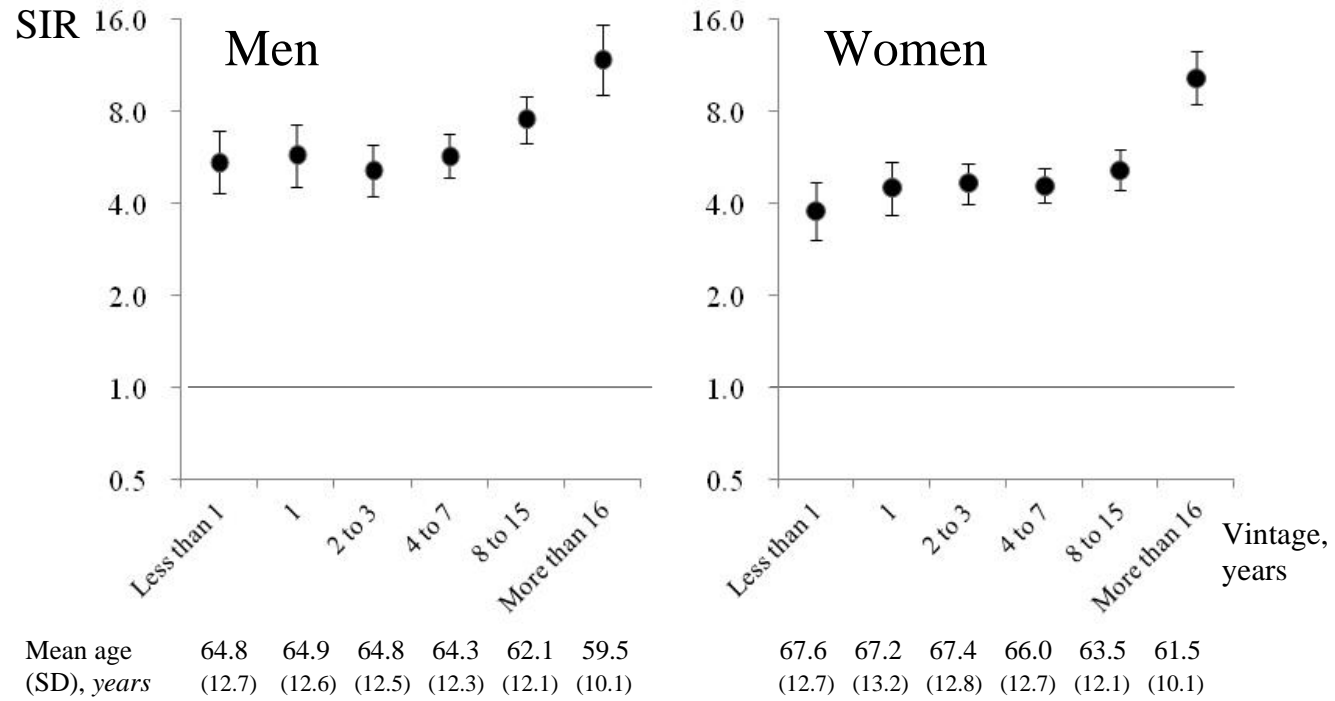 SIR
Men
16.0
8.0
4.0
2.0
1.0
0.5
Less than 1
1
2 to 3
4 to 7
8 to 15
More than 16
Women
16.0
8.0
4.0
2.0
1.0
0.5
Less than 1
1
2 to 3
4 to 7
8 to 15
More than 16
Vintage,
years
Mean age 64.8 64.9 64.8 64.3 62.1 59.5 67.6 67.2 67.4 66.0 63.5 61.5
(SD), years (12.7) (12.6) (12.5) (12.3) (12.1) (10.1) (12.7) (13.2) (12.8) (12.7) (12.1) (10.1)